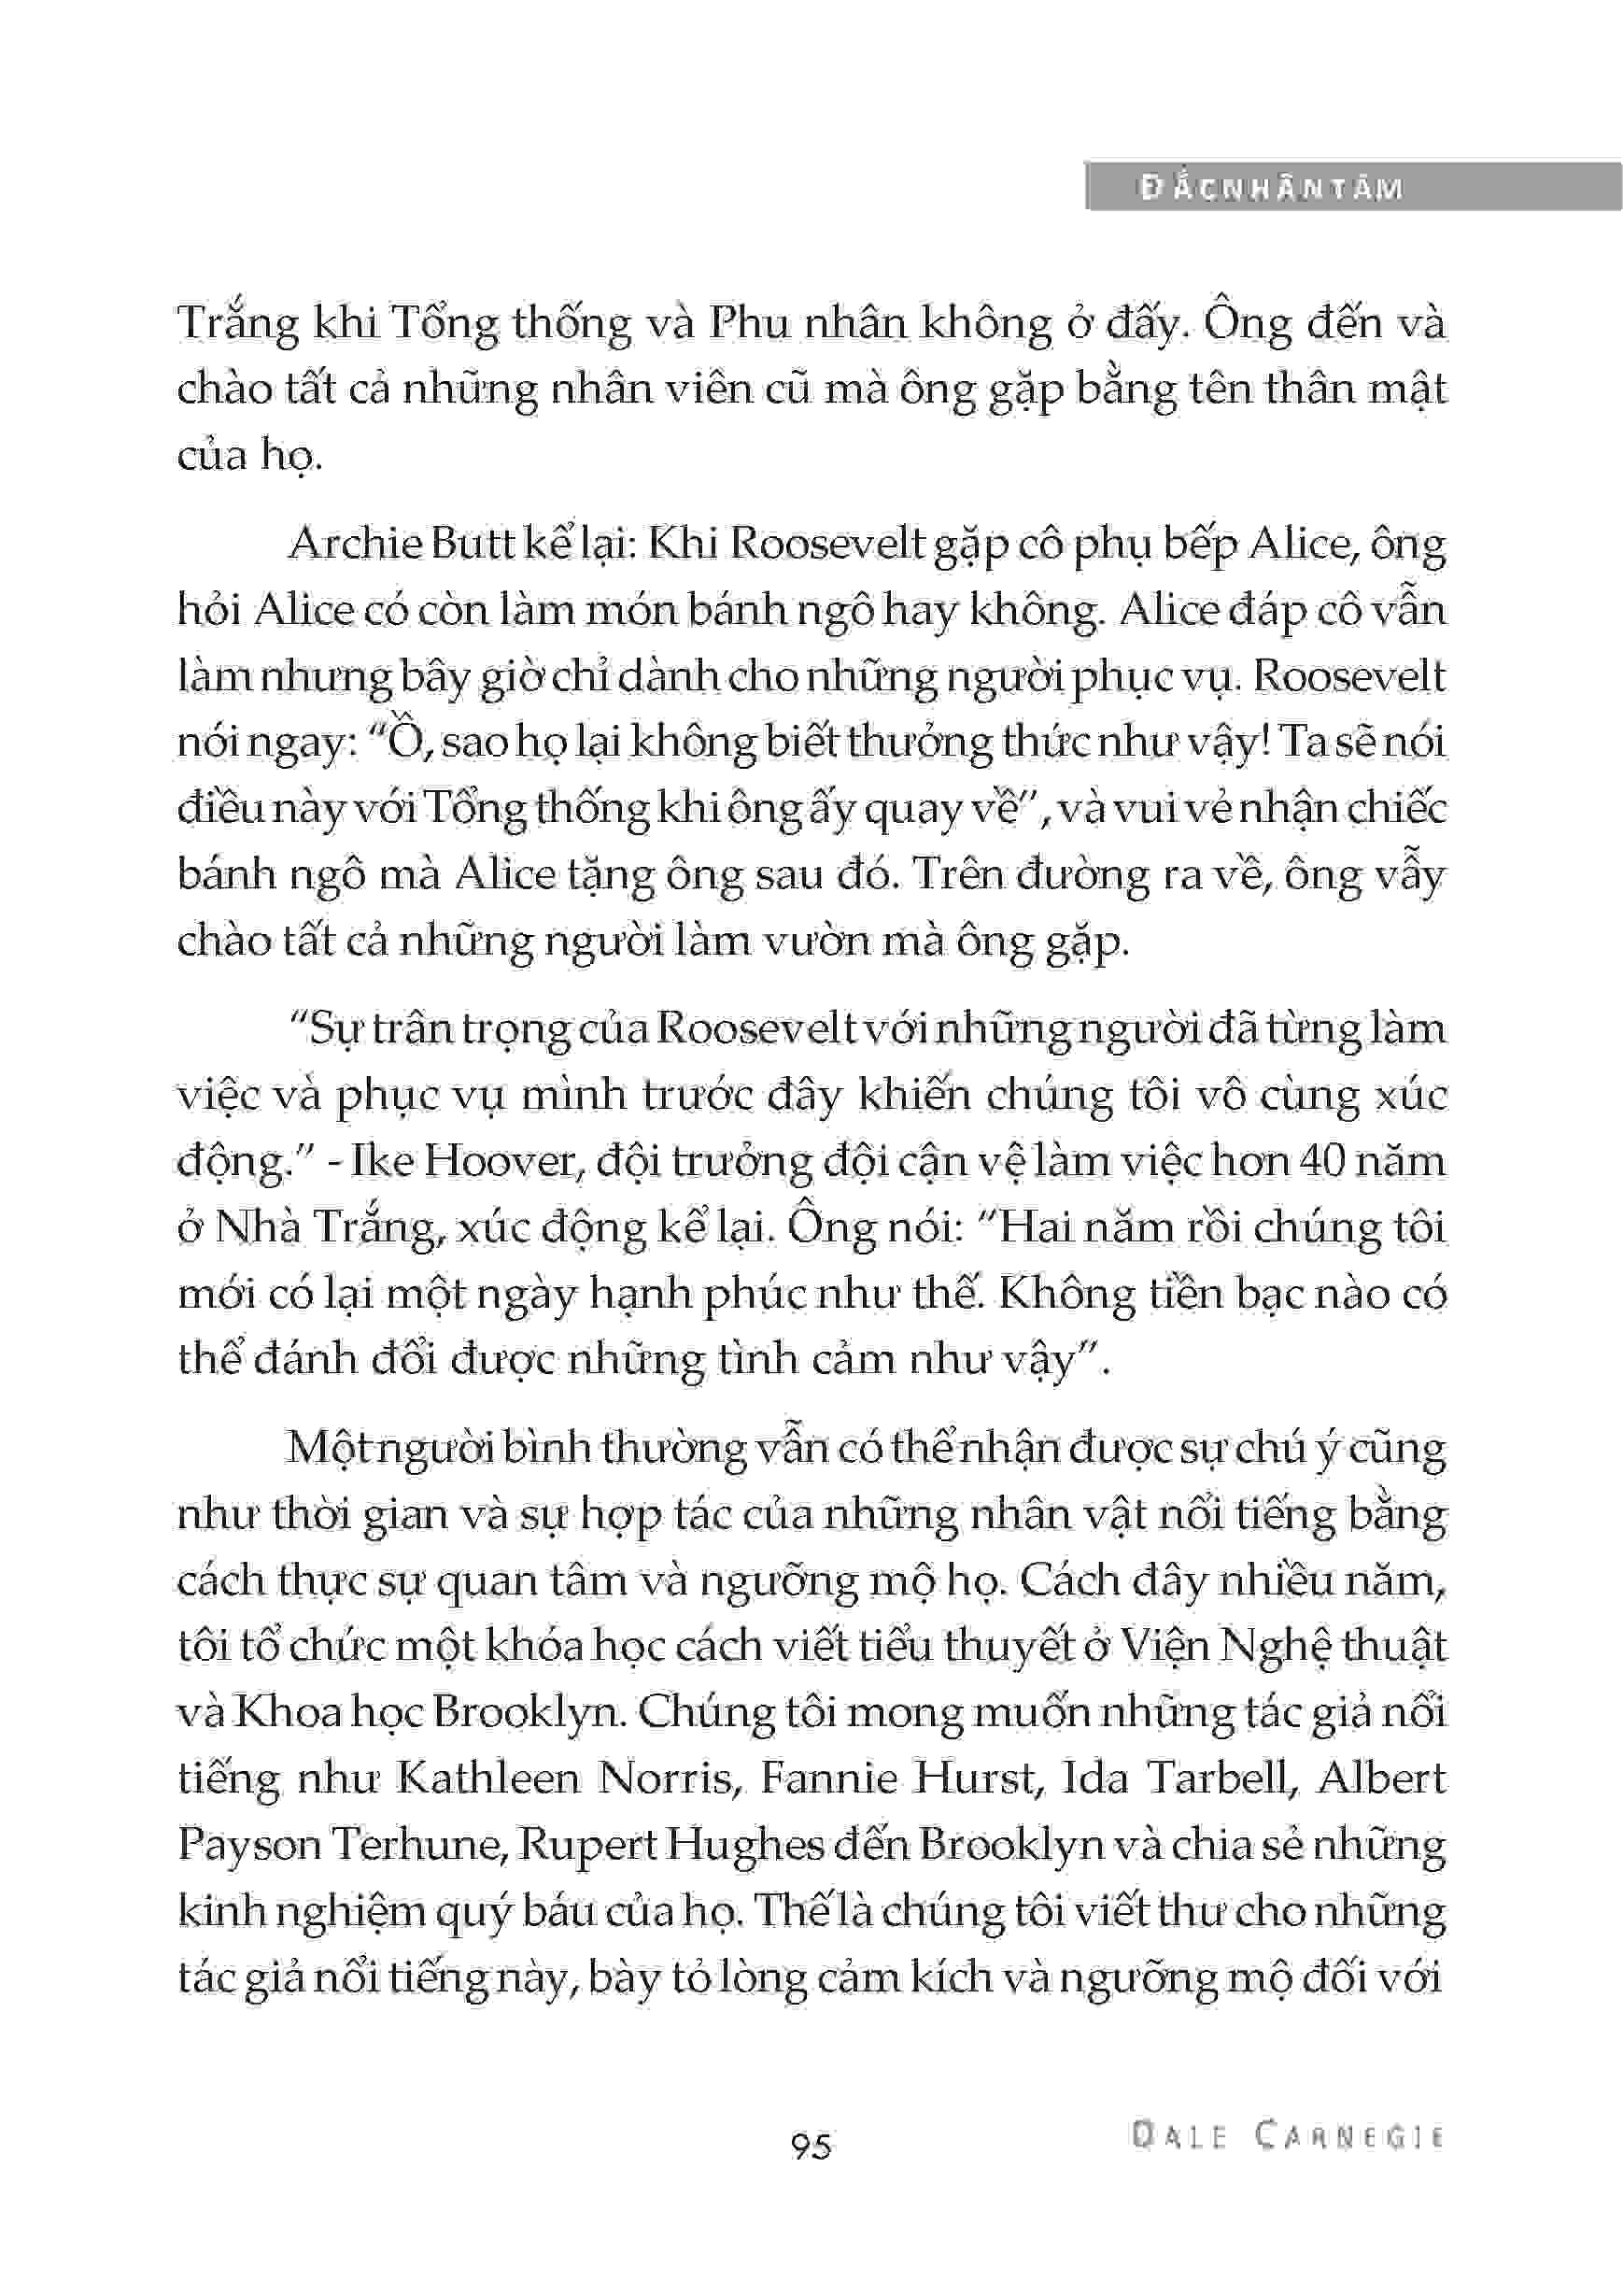 ĐẮCNHÂNTÂM
Trắng khi Tổng thống và Phu nhân không ở đấy. Ông đến và
chào tất cả những nhân viên cũ mà ông gặp bằng tên thân mật
của họ.
Archie Butt kể lại: Khi Roosevelt gặp cô phụ bếp Alice, ông
hỏi Alice có còn làm món bánh ngô hay không. Alice đáp cô vẫn
làm nhưng bây giờ chỉ dành cho những người phục vụ. Roosevelt
nói ngay: “Ồ, sao họ lại không biết thưởng thức như vậy! Ta sẽ nói
điều này với Tổng thống khi ông ấy quay về”, và vui vẻ nhận chiếc
bánh ngô mà Alice tặng ông sau đó. Trên đường ra về, ông vẫy
chào tất cả những người làm vườn mà ông gặp.
“Sự trân trọng của Roosevelt với những người đã từng làm
việc và phục vụ mình trước đây khiến chúng tôi vô cùng xúc
động.” - Ike Hoover, đội trưởng đội cận vệ làm việc hơn 40 năm
ở Nhà Trắng, xúc động kể lại. Ông nói: “Hai năm rồi chúng tôi
mới có lại một ngày hạnh phúc như thế. Không tiền bạc nào có
thể đánh đổi được những tình cảm như vậy”.
Một người bình thường vẫn có thể nhận được sự chú ý cũng
như thời gian và sự hợp tác của những nhân vật nổi tiếng bằng
cách thực sự quan tâm và ngưỡng mộ họ. Cách đây nhiều năm,
tôi tổ chức một khóa học cách viết tiểu thuyết ở Viện Nghệ thuật
và Khoa học Brooklyn. Chúng tôi mong muốn những tác giả nổi
tiếng như Kathleen Norris, Fannie Hurst, Ida Tarbell, Albert
Payson Terhune, Rupert Hughes đến Brooklyn và chia sẻ những
kinh nghiệm quý báu của họ. Thế là chúng tôi viết thư cho những
tác giả nổi tiếng này, bày tỏ lòng cảm kích và ngưỡng mộ đối với
95
DALE CARNEGIE